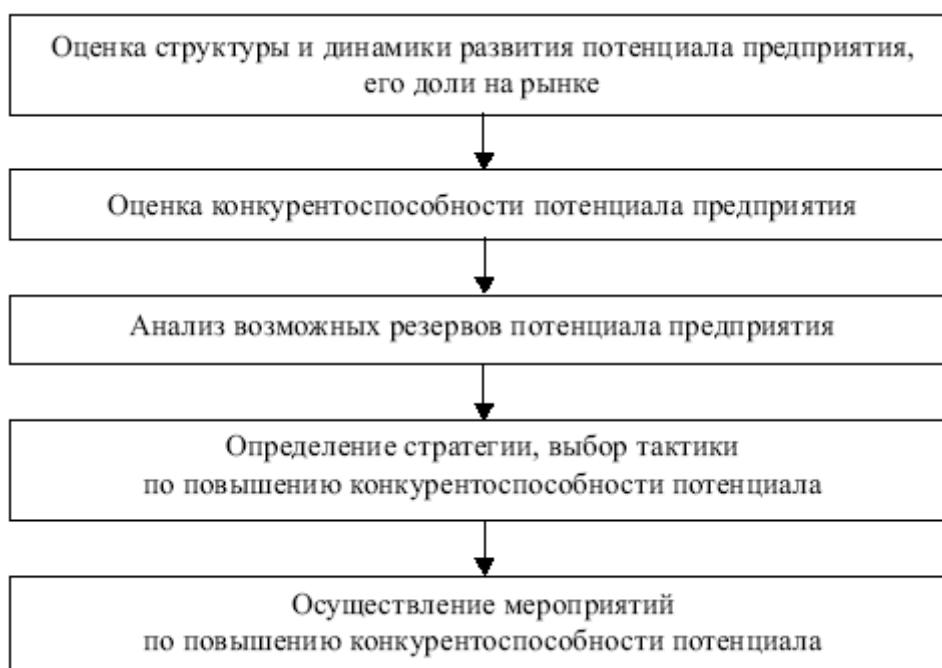 Оценка структуры и динамики развития потенциала предприятия,
его доли на рынке
Оценка конкурентоспособности потенциала предприятия
Анализ возможных резервов потенциала предприятия
Определение стратегии, выбор тактики
по повышению конкурентоспособности потенциала
Осуществление мероприятий
по повышению конкурентоспособности потенциала